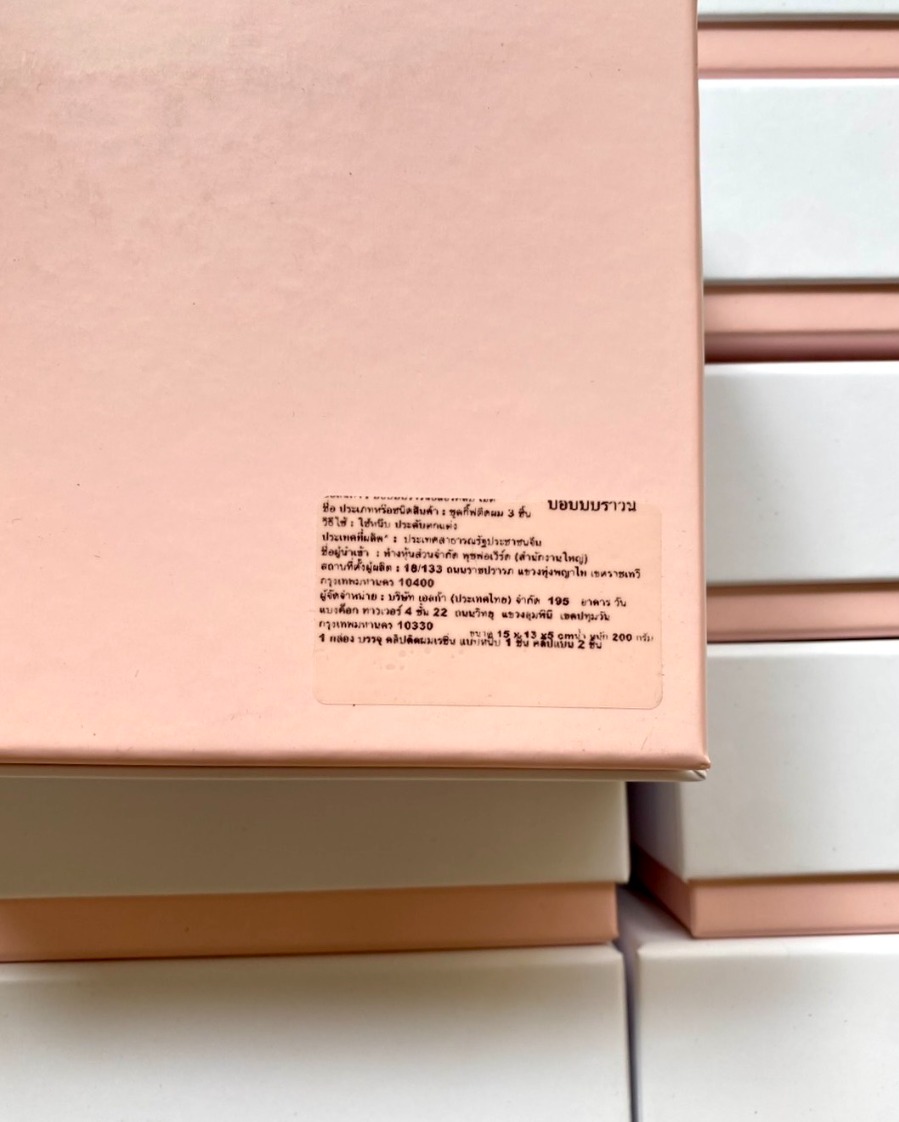 บอบบบราวน
ชื่อ ประเภทหรือชนิดสินค้า : ชุดกิ๊ฟติดผม 3 ชิ้น
วิธีใช้ : ใช้หนีบ ประดับตกแต่ง
ประเทศที่ผลิต : ประเทศสาธารณรัฐประชาชนจีน
ชื่อผู้นำเข้า : ห้างหุ้นส่วนจำกัด พุซฟอเวิร์ด (สำนักงานใหญ่)
สถานที่ตั้งผู้ผลิต : 18/133 ถนนราชปรารภ แขวงทุ่งพญาไท เขตราชเทวี
กรุงเทพมหานคร 10400
ผู้จัดจำหน่าย : บริษัท เอลก้า (ประเทศไทย) จำกัด 195 อาคาร วัน
แบงค็อก ทาวเวอร์ 4 ชั้น 22 ถนนวิทยุ แขวงลุมพินี เขตปทุมวัน
กรุงเทพมหานคร 10330
ขนาด 15 x 13 x5 cmน้ำ หนัก 200 กรัม
1 กล่อง บรรจุ คลิปติดผมเรซิ่น แบบหนีบ 1 ชิ้น คลิปแบน 2 ชิ้น